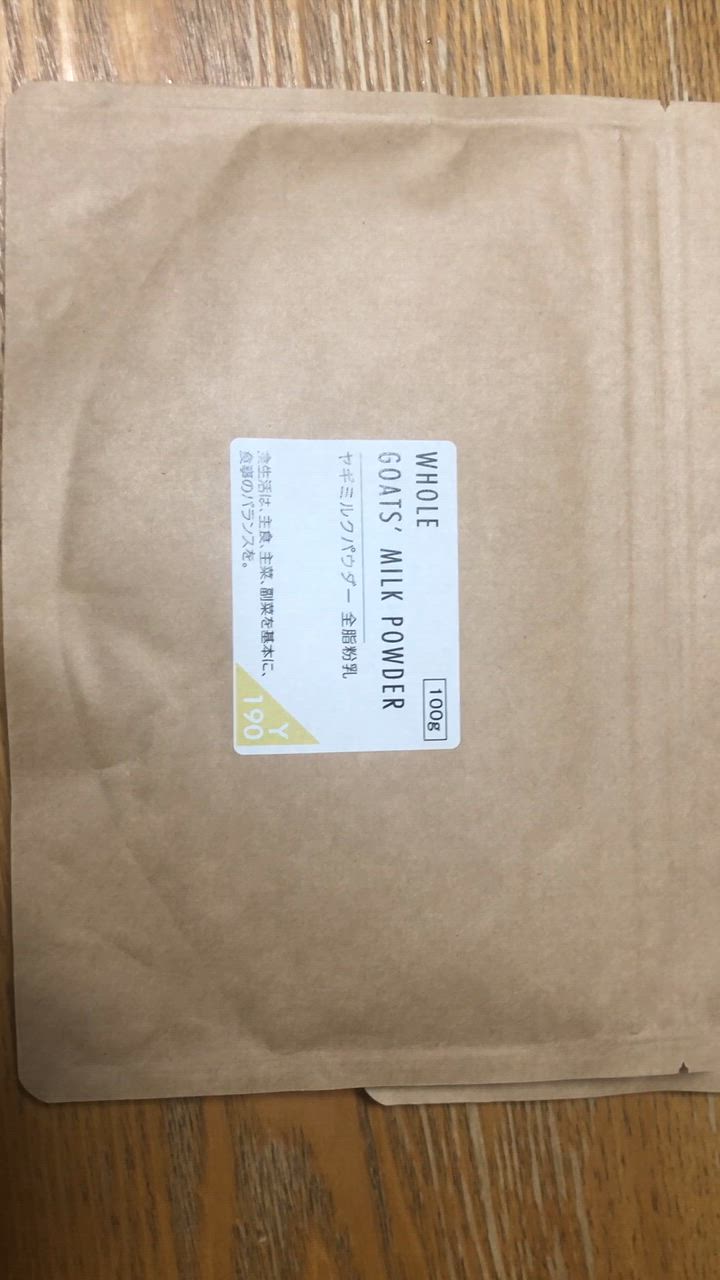 WHOLE
GOATS' MILK POWDER
100g
ヤギミルクパウダー 全脂粉乳
食生活は、主食、主菜、副菜を基本に、
食事のバランスを。
Y
190